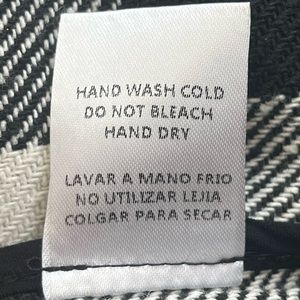 HAND WASH COLD
DO NOT BLEACH
HAND DRY
LAVAR A MANO FRIO
NO UTILIZAR LEJIA
COLGAR PARA SECAR